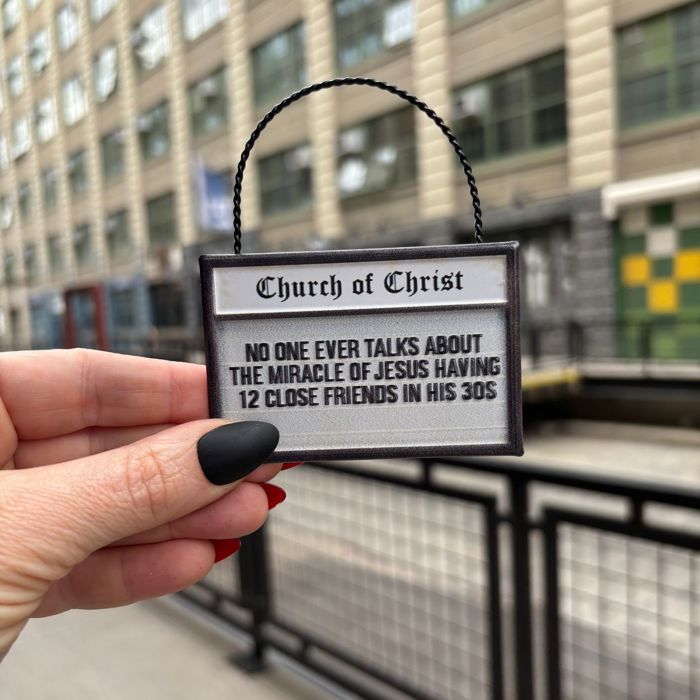 Church of Christ
NO ONE EVER TALKS ABOUT
THE MIRACLE OF JESUS HAVING
12 CLOSE FRIENDS IN HIS 30S